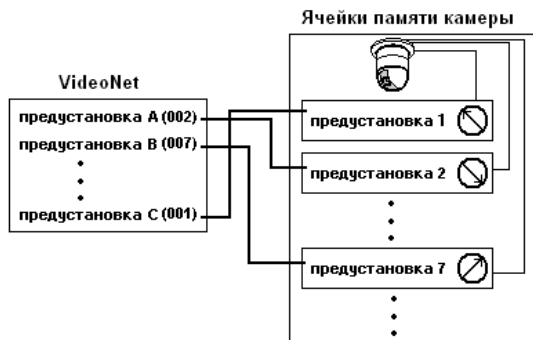 Ячейки памяти камеры
VideoNet
предустановка A (002)
предустановка B (007)
предустановка C (001)
предустановка 1
предустановка 2
предустановка 7